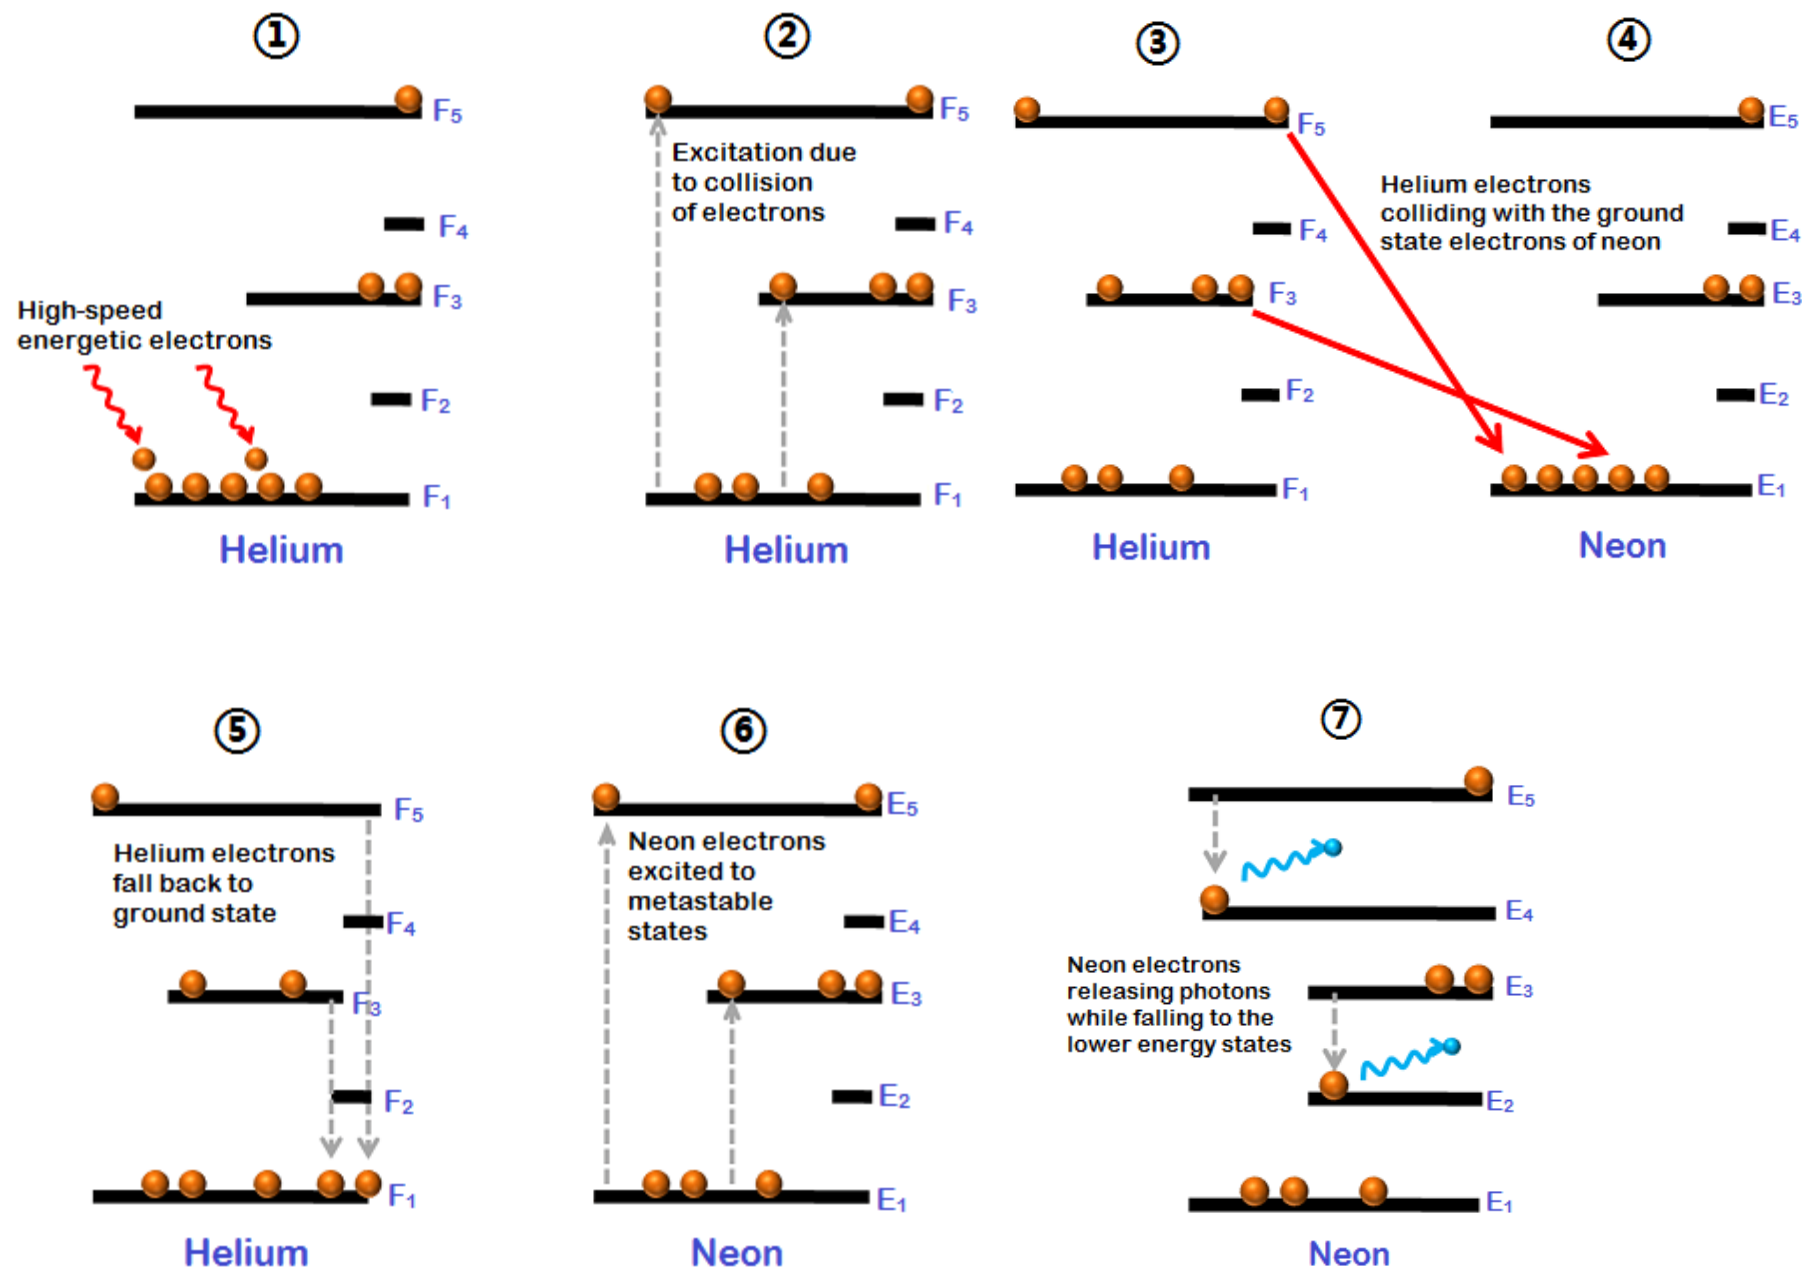 ①
②
③
④
F₅
F₅
F₅
E₅
Excitation due
to collision
of electrons
Helium electrons
colliding with the ground
state electrons of neon
F₄
F₄
F₄
E₄
High-speed
energetic electrons
F₃
F₃
F₃
E₃
F₂
F₂
F₂
E₂
F₁
F₁
F₁
E₁
Helium
Helium
Helium
Neon
⑤
⑥
⑦
F₅
E₅
E₅
Helium electrons
fall back to
ground state
Neon electrons
excited to
metastable
states
F₄
E₄
E₄
Neon electrons
releasing photons
while falling to the
lower energy states
F₃
E₃
E₃
F₂
E₂
E₂
F₁
E₁
E₁
Helium
Neon
Neon